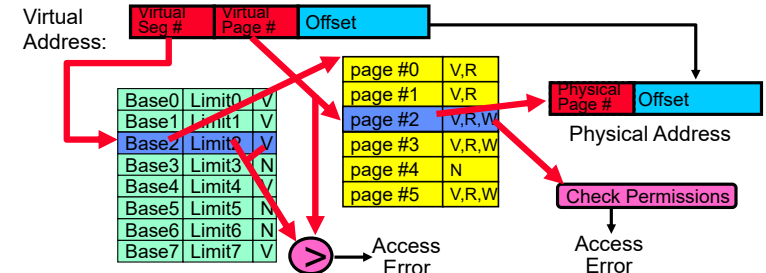 Virtual Address:
Virtual Seg #
Virtual Page #
Offset
Base0 Limit0 V
Base1 Limit1 V
Base2 Limit2 V
Base3 Limit3 N
Base4 Limit4 V
Base5 Limit5 N
Base6 Limit6 N
Base7 Limit7 V
page #0 V,R
page #1 V,R
page #2 V,R,W
page #3 V,R,W
page #4 N
page #5 V,R,W
Physical Page #
Offset
Physical Address
Check Permissions
>
Access Error
Access Error